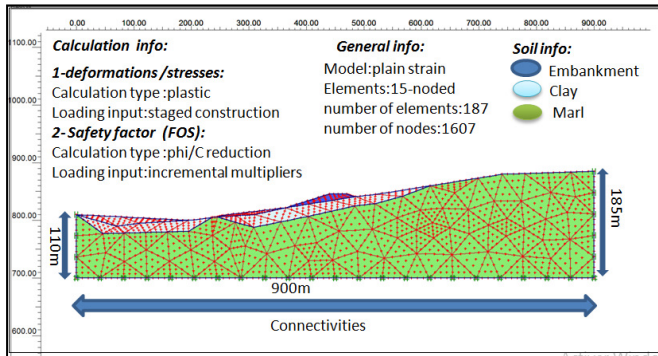 0.00 100.00 200.00 300.00 400.00 500.00 600.00 700.00 800.00 900.00
1100.00
1000.00
900.00
800.00
700.00
600.00
Calculation info:
1-deformations/stresses:
Calculation type :plastic
Loading input:staged construction
2- Safety factor (FOS):
Calculation type :phi/C reduction
Loading input:incremental multipliers
General info:
Model:plain strain
Elements:15-noded
number of elements:187
number of nodes:1607
Soil info:
Embankment
Clay
Marl
110m
185m
900m
Connectivities